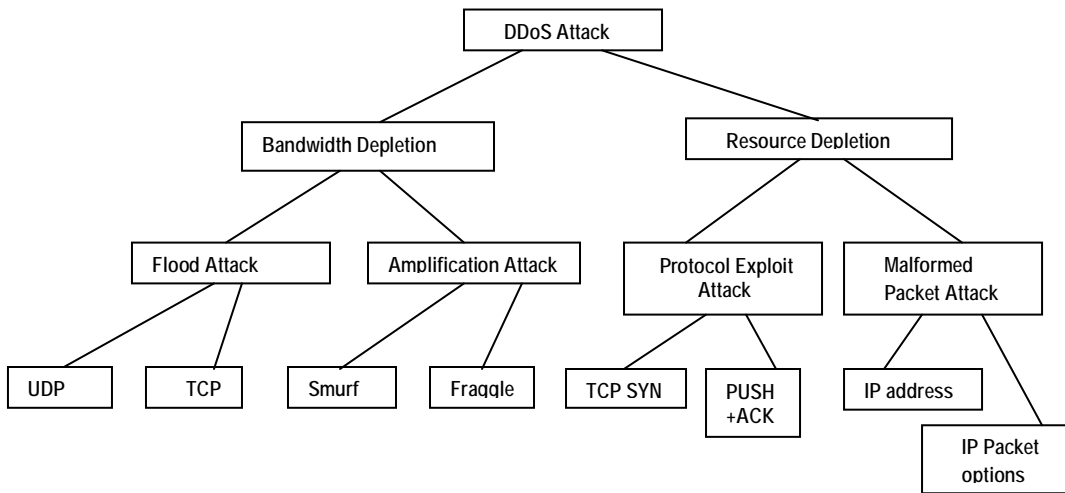 DDoS Attack
Bandwidth Depletion
Resource Depletion
Flood Attack
Amplification Attack
Protocol Exploit
Attack
Malformed
Packet Attack
UDP
TCP
Smurf
Fraggle
TCP SYN
PUSH
+ACK
IP address
IP Packet
options